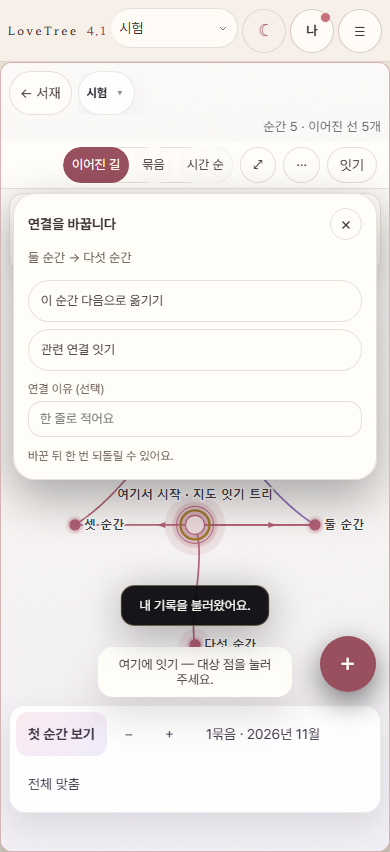 LoveTree 4.1 시험 나
← 서재 시험
순간 5 · 이어진 선 5개
이어진 길 묶음 시간 순 ⤢ ··· 잇기
연결을 바꿉니다 ×
둘 순간 → 다섯 순간
이 순간 다음으로 옮기기
관련 연결 잇기
연결 이유 (선택)
한 줄로 적어요
바꾼 뒤 한 번 되돌릴 수 있어요.
여기서 시작 · 지도 잇기 트리
셋 순간 둘 순간
내 기록을 불러왔어요.
다섯 순간
여기에 잇기 — 대상 점을 눌러
주세요.
+
첫 순간 보기 − + 1묶음 · 2026년 11월
전체 맞춤